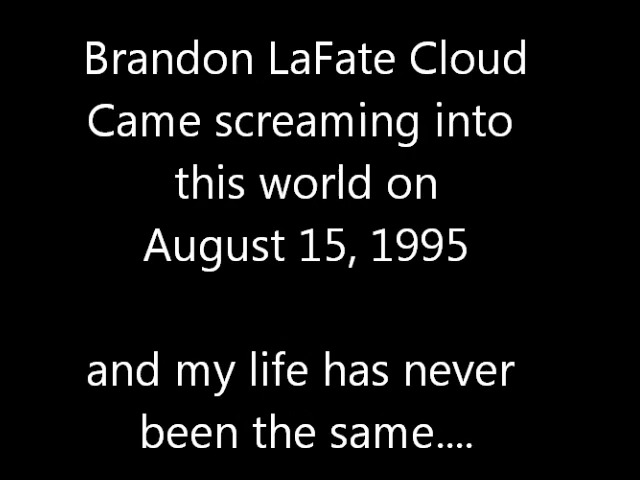 Brandon LaFate Cloud
Came screaming into
this world on
August 15, 1995
and my life has never
been the same....